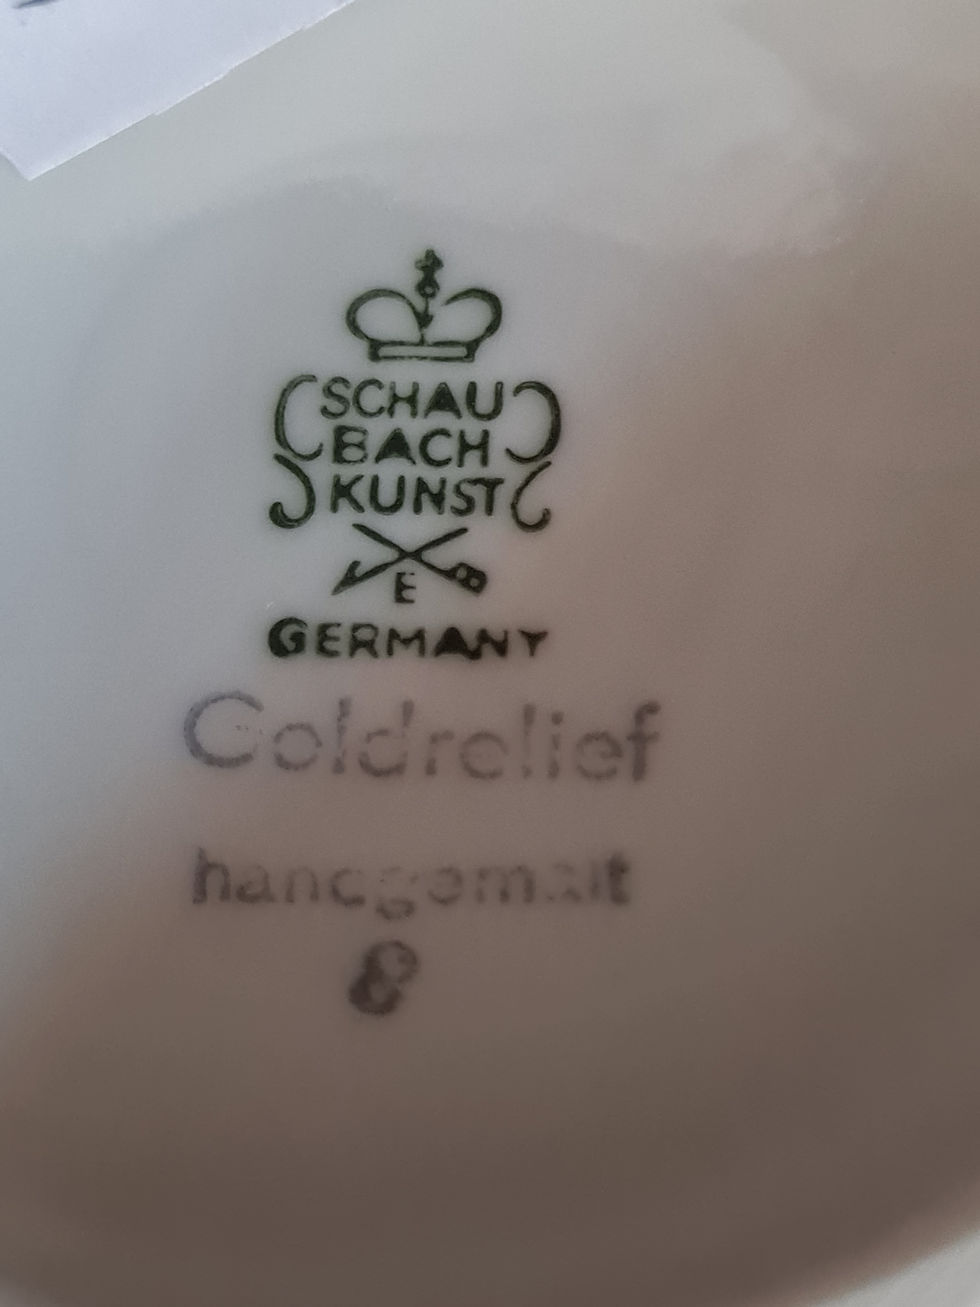 SCHAU
BACH
KUNST
E
GERMANY
Goldrelief
handgemalt
8